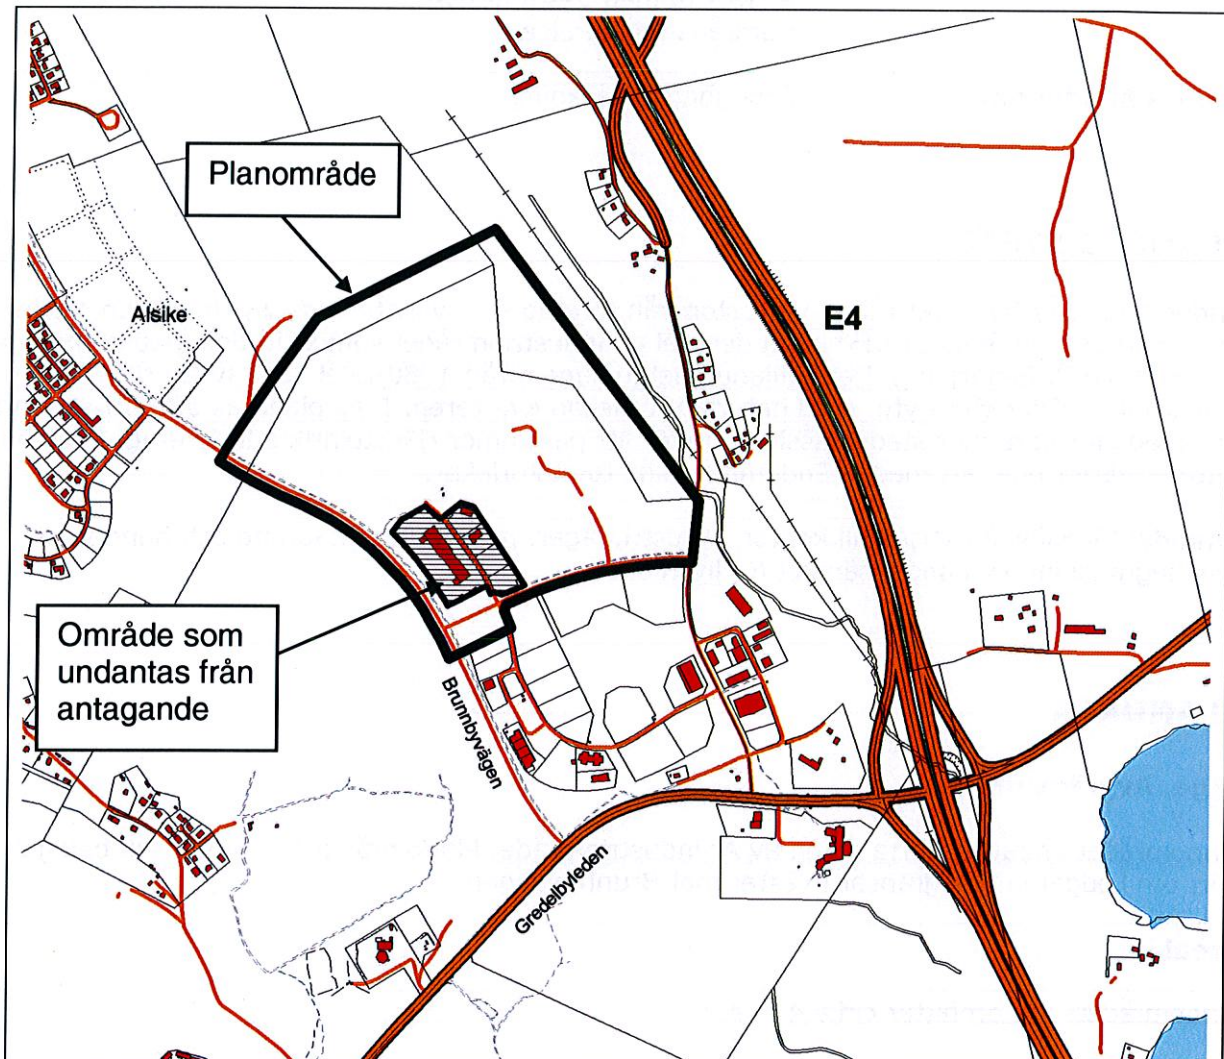 Planområde
Alsike
E4
Område som
undantas från
antagande
Brunnbyvägen
Gredelbyleden